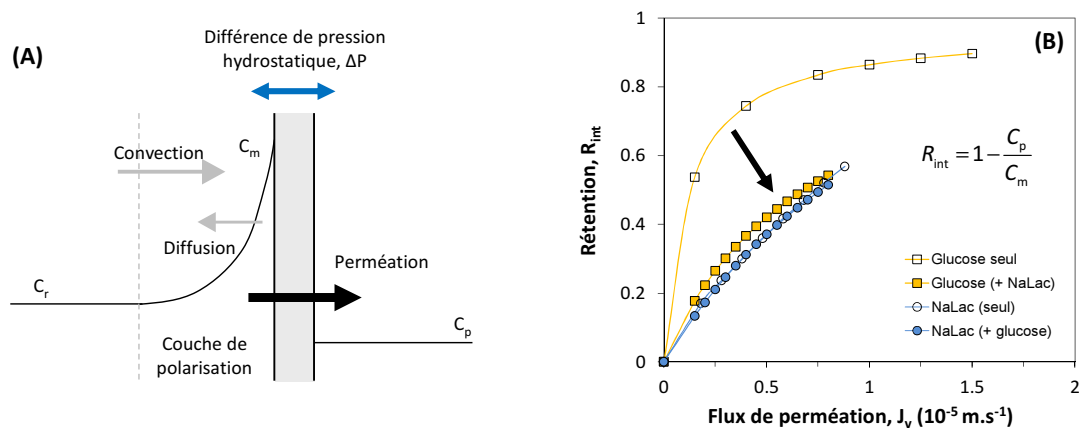 (A)
Différence de pression
hydrostatique, ΔP
Convection
C_m
Diffusion
Perméation
C_r
C_p
Couche de
polarisation
(B)
Rétention, R_int
1
0.8
0.6
0.4
0.2
0
R_int = 1 - C_p / C_m
Glucose seul
Glucose (+ NaLac)
NaLac (seul)
NaLac (+ glucose)
0
0.5
1
1.5
2
Flux de perméation, J_v (10^-5 m.s^-1)